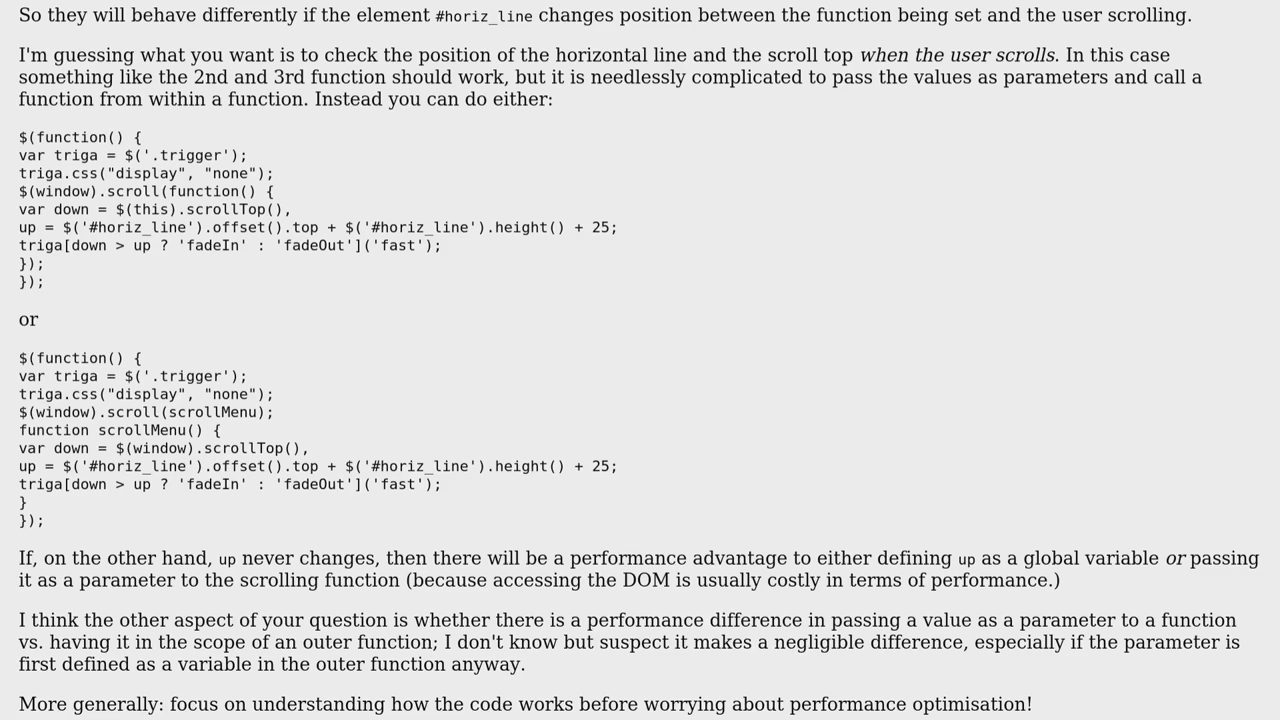 So they will behave differently if the element #horiz_line changes position between the function being set and the user scrolling.
I'm guessing what you want is to check the position of the horizontal line and the scroll top when the user scrolls. In this case
something like the 2nd and 3rd function should work, but it is needlessly complicated to pass the values as parameters and call a
function from within a function. Instead you can do either:
$(function() {
var triga = $('.trigger');
triga.css("display", "none");
$(window).scroll(function() {
var down = $(this).scrollTop(),
up = $('#horiz_line').offset().top + $('#horiz_line').height() + 25;
triga[down > up ? 'fadeIn' : 'fadeOut']('fast');
});
});
or
$(function() {
var triga = $('.trigger');
triga.css("display", "none");
$(window).scroll(scrollMenu);
function scrollMenu() {
var down = $(window).scrollTop(),
up = $('#horiz_line').offset().top + $('#horiz_line').height() + 25;
triga[down > up ? 'fadeIn' : 'fadeOut']('fast');
}
});
If, on the other hand, up never changes, then there will be a performance advantage to either defining up as a global variable or passing
it as a parameter to the scrolling function (because accessing the DOM is usually costly in terms of performance.)
I think the other aspect of your question is whether there is a performance difference in passing a value as a parameter to a function
vs. having it in the scope of an outer function; I don't know but suspect it makes a negligible difference, especially if the parameter is
first defined as a variable in the outer function anyway.
More generally: focus on understanding how the code works before worrying about performance optimisation!